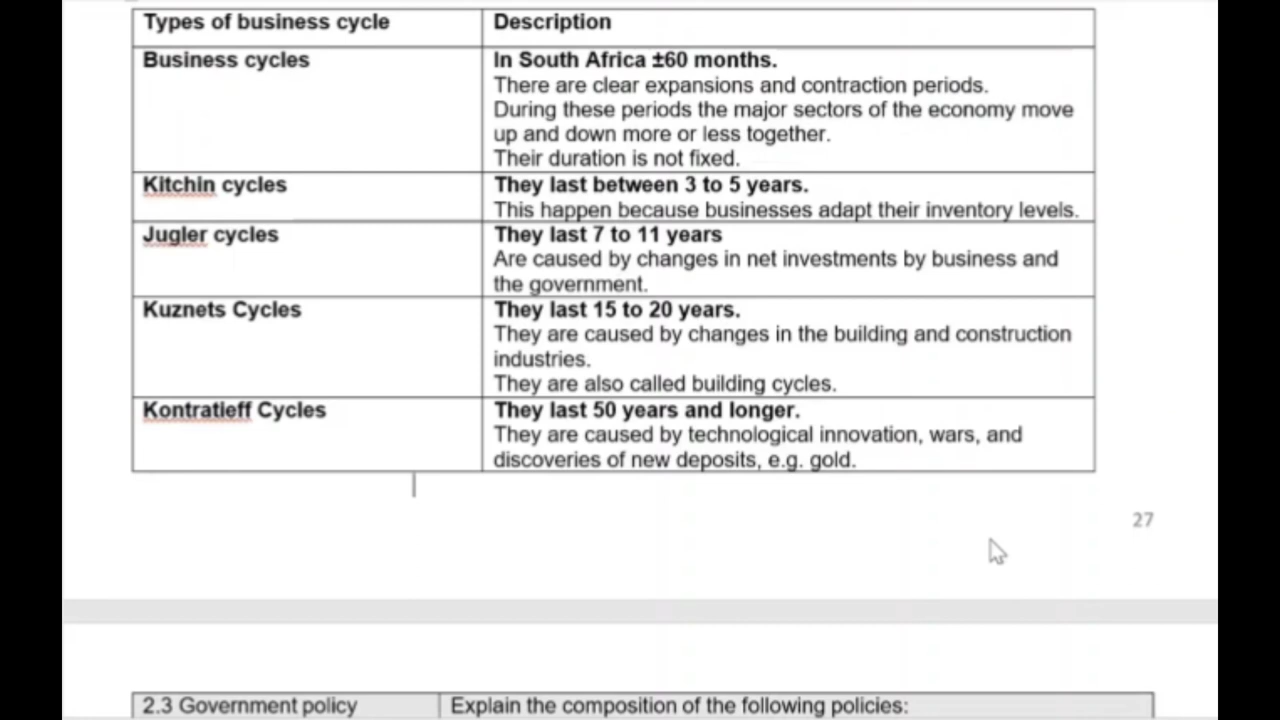 Types of business cycle
Description
Business cycles
In South Africa ±60 months.
There are clear expansions and contraction periods.
During these periods the major sectors of the economy move
up and down more or less together.
Their duration is not fixed.
Kitchin cycles
They last between 3 to 5 years.
This happen because businesses adapt their inventory levels.
Jugler cycles
They last 7 to 11 years
Are caused by changes in net investments by business and
the government.
Kuznets Cycles
They last 15 to 20 years.
They are caused by changes in the building and construction
industries.
They are also called building cycles.
Kontratieff Cycles
They last 50 years and longer.
They are caused by technological innovation, wars, and
discoveries of new deposits, e.g. gold.
27
2.3 Government policy
Explain the composition of the following policies: